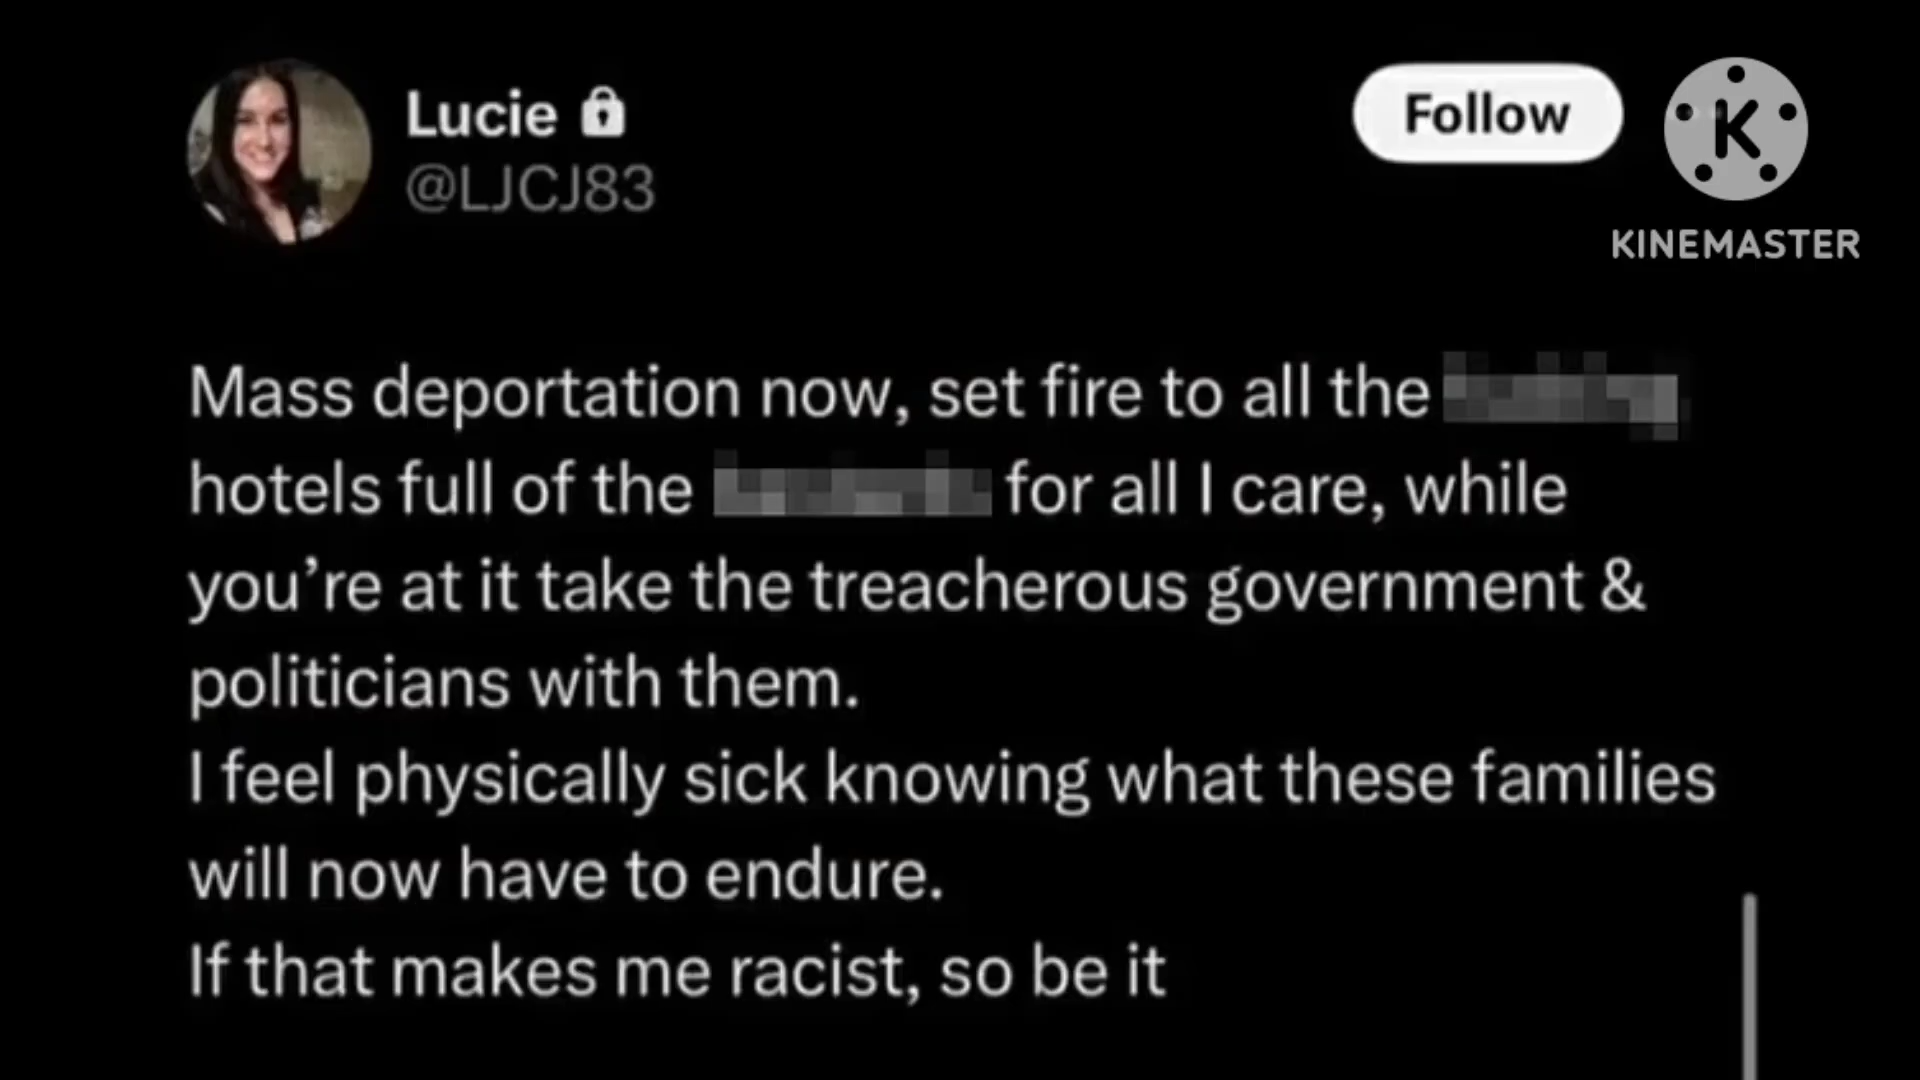 Lucie
@LJCJ83
Follow
K
KINEMASTER
Mass deportation now, set fire to all the
hotels full of the for all I care, while
you’re at it take the treacherous government &
politicians with them.
I feel physically sick knowing what these families
will now have to endure.
If that makes me racist, so be it